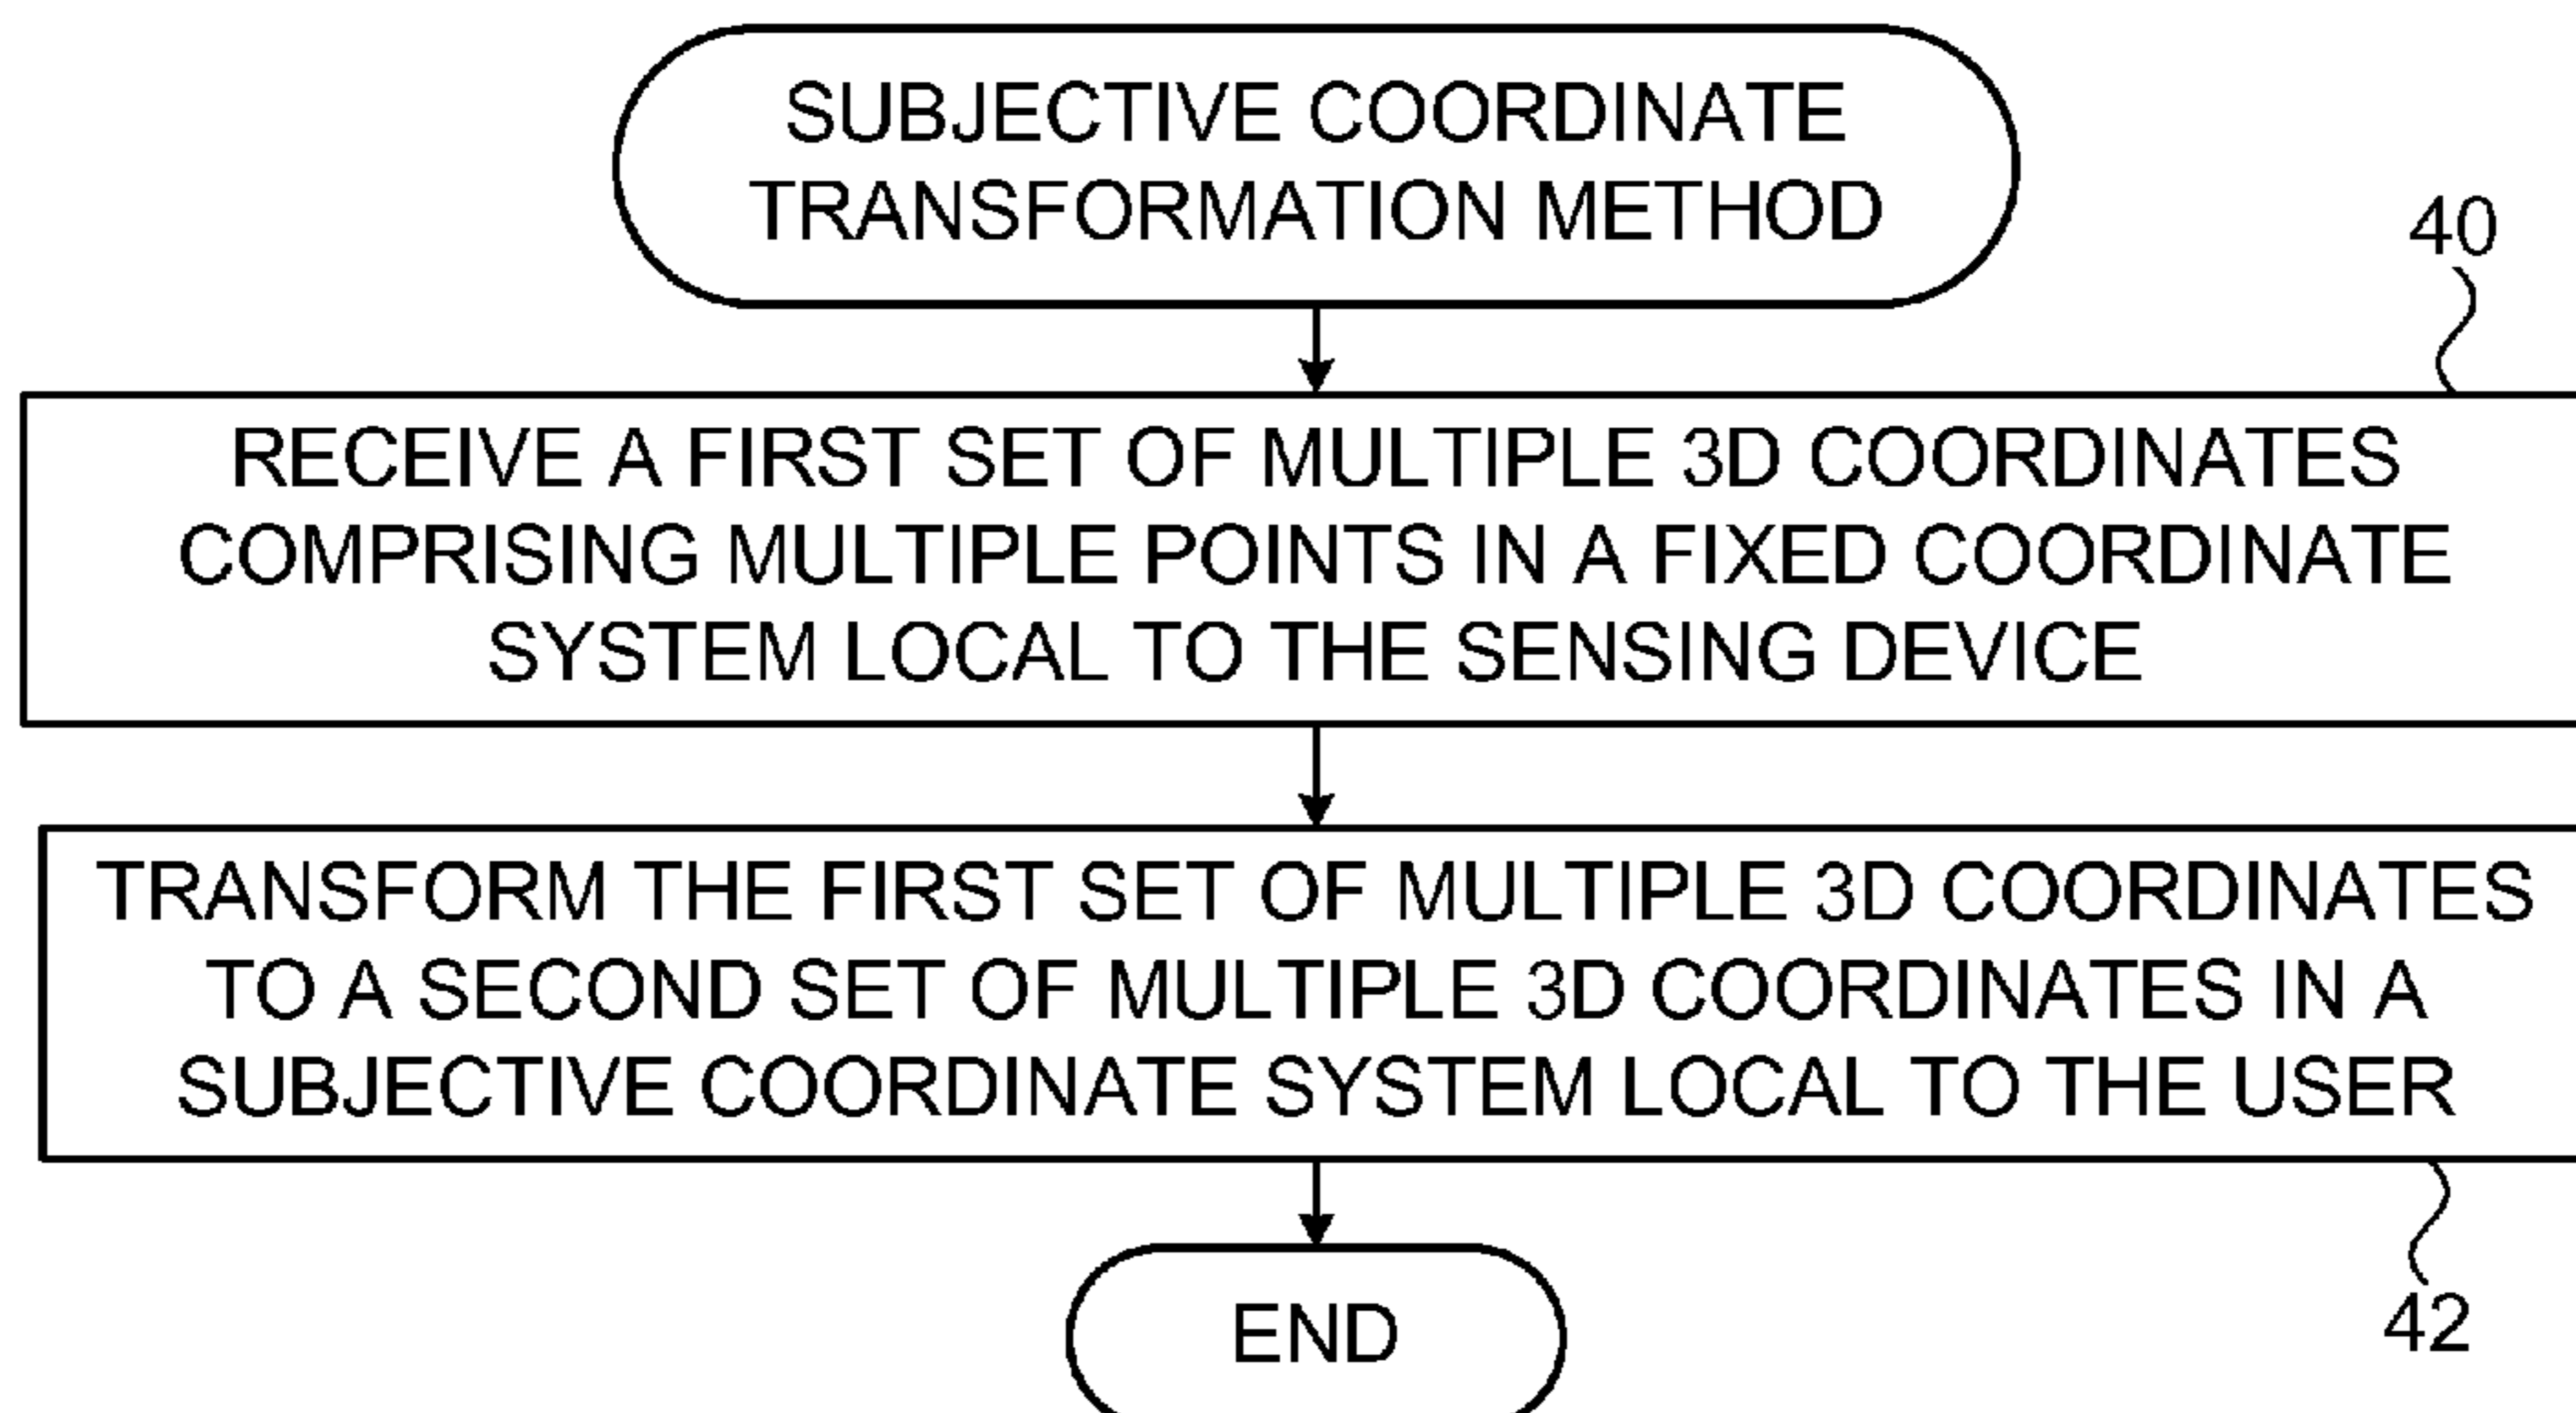 SUBJECTIVE COORDINATE
TRANSFORMATION METHOD
40
RECEIVE A FIRST SET OF MULTIPLE 3D COORDINATES
COMPRISING MULTIPLE POINTS IN A FIXED COORDINATE
SYSTEM LOCAL TO THE SENSING DEVICE
TRANSFORM THE FIRST SET OF MULTIPLE 3D COORDINATES
TO A SECOND SET OF MULTIPLE 3D COORDINATES IN A
SUBJECTIVE COORDINATE SYSTEM LOCAL TO THE USER
END
42